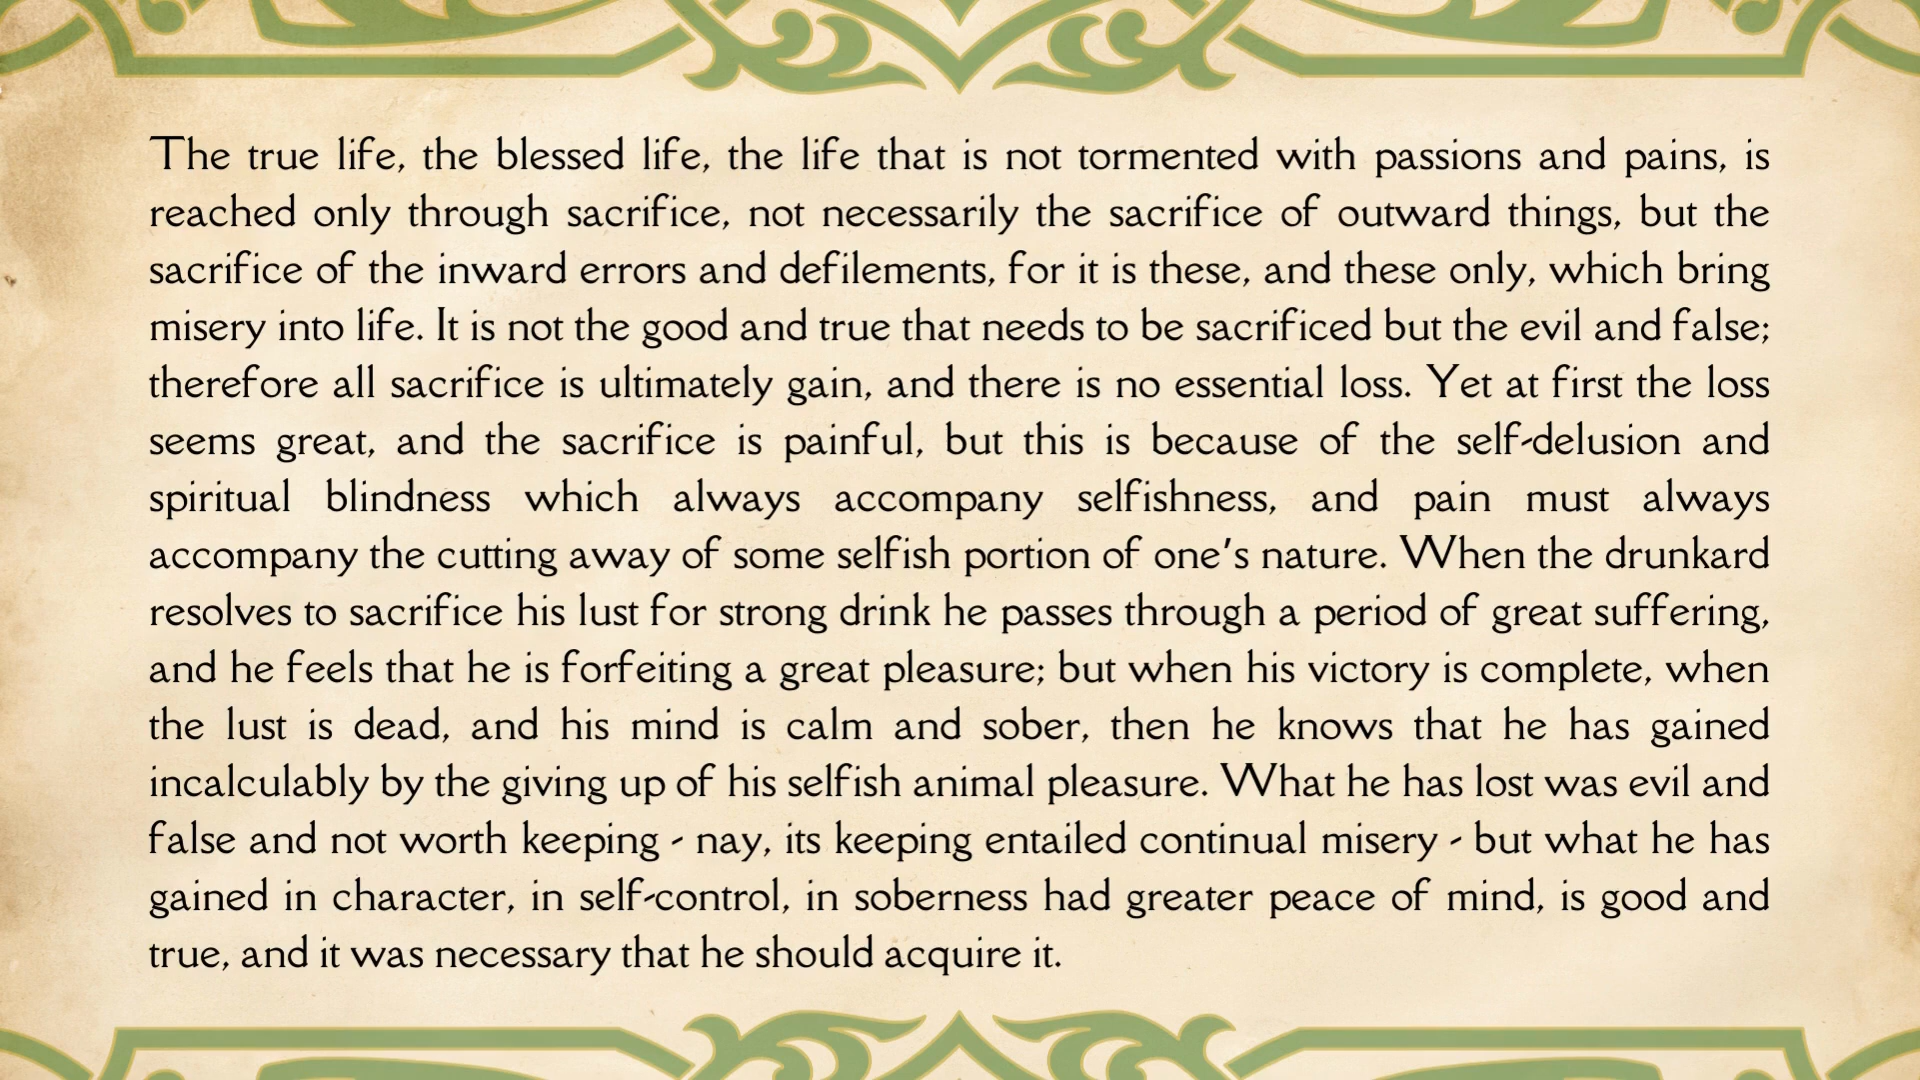 The true life, the blessed life, the life that is not tormented with passions and pains, is
reached only through sacrifice, not necessarily the sacrifice of outward things, but the
sacrifice of the inward errors and defilements, for it is these, and these only, which bring
misery into life. It is not the good and true that needs to be sacrificed but the evil and false;
therefore all sacrifice is ultimately gain, and there is no essential loss. Yet at first the loss
seems great, and the sacrifice is painful, but this is because of the self-delusion and
spiritual blindness which always accompany selfishness, and pain must always
accompany the cutting away of some selfish portion of one's nature. When the drunkard
resolves to sacrifice his lust for strong drink he passes through a period of great suffering,
and he feels that he is forfeiting a great pleasure; but when his victory is complete, when
the lust is dead, and his mind is calm and sober, then he knows that he has gained
incalculably by the giving up of his selfish animal pleasure. What he has lost was evil and
false and not worth keeping - nay, its keeping entailed continual misery - but what he has
gained in character, in self-control, in soberness had greater peace of mind, is good and
true, and it was necessary that he should acquire it.